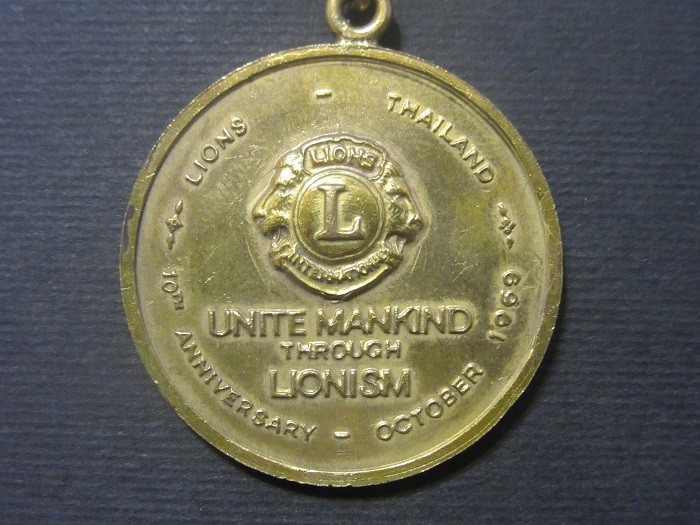 LIONS - THAILAND
LIONS
L
INTERNATIONAL
UNITE MANKIND
THROUGH
LIONISM
10TH ANNIVERSARY - OCTOBER 1969